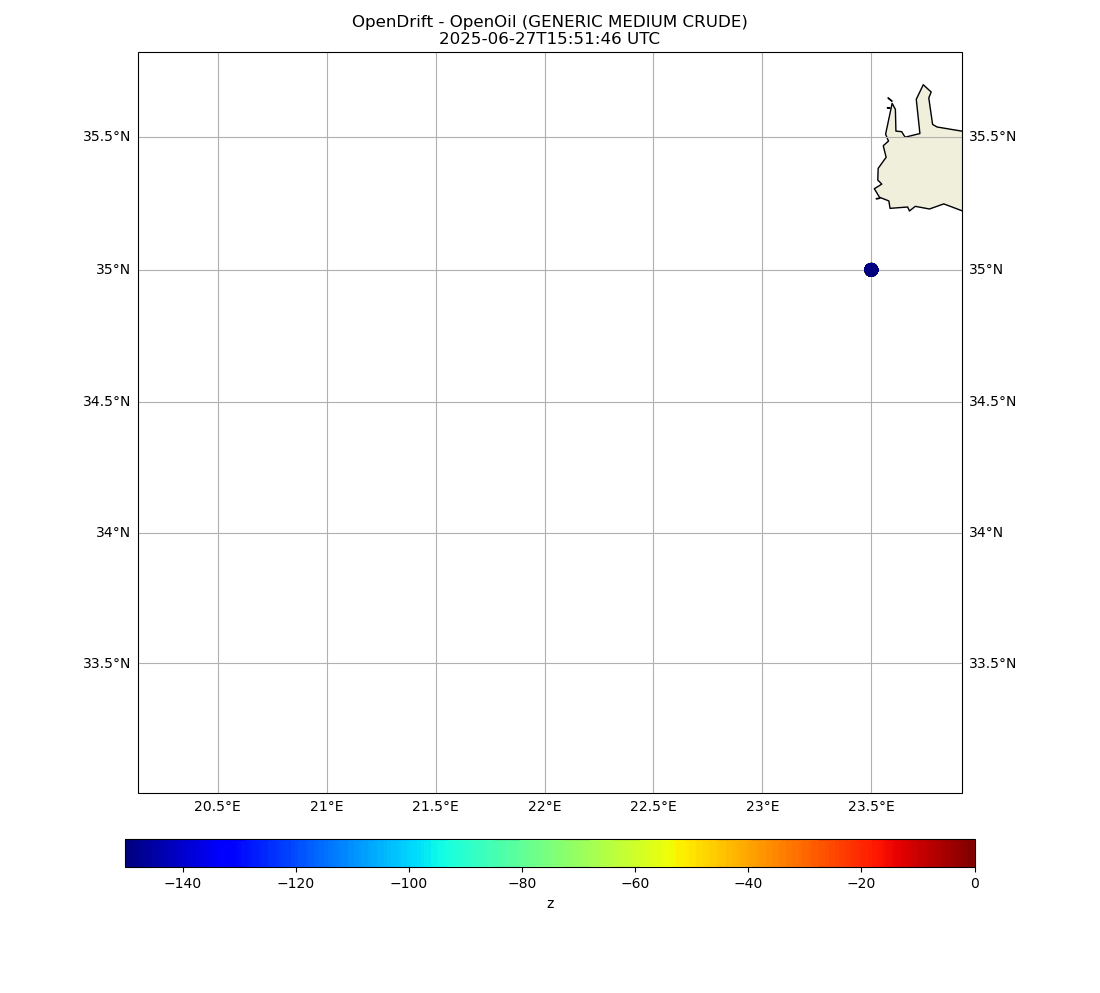 OpenDrift - OpenOil (GENERIC MEDIUM CRUDE)
2025-06-27T15:51:46 UTC
35.5°N 35.5°N
35°N 35°N
34.5°N 34.5°N
34°N 34°N
33.5°N 33.5°N
20.5°E 21°E 21.5°E 22°E 22.5°E 23°E 23.5°E
−140 −120 −100 −80 −60 −40 −20 0
z